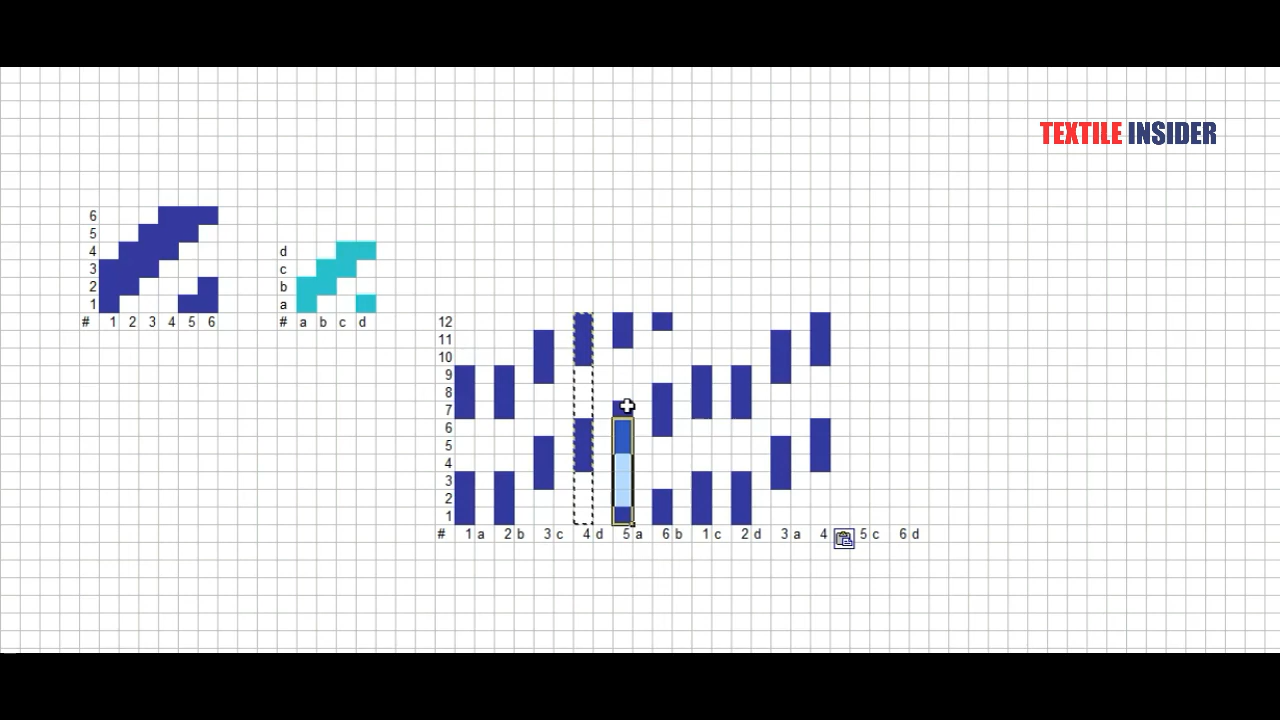 TEXTILE INSIDER
6
5
4
3
2
1
# 1 2 3 4 5 6
d
c
b
a
# a b c d
12
11
10
9
8
7
6
5
4
3
2
1
# 1 a 2 b 3 c 4 d 5 a 6 b 1 c 2 d 3 a 4 5 c 6 d